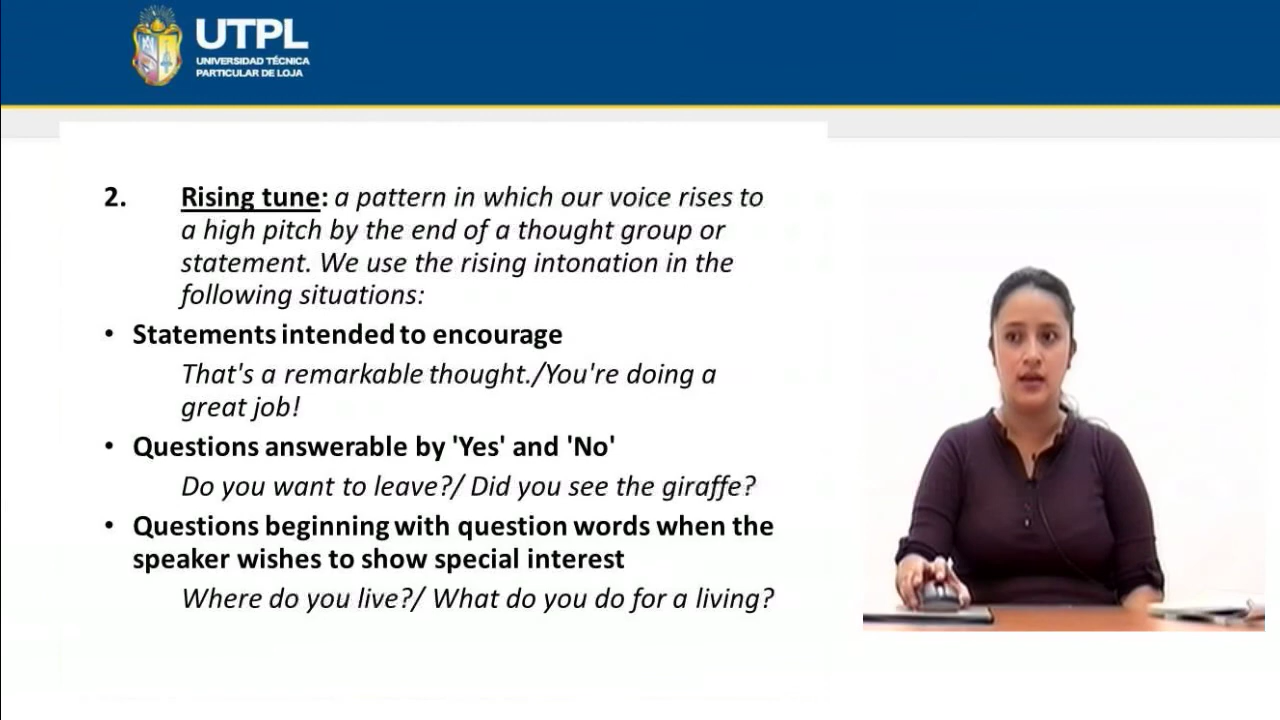 UTPL
UNIVERSIDAD TÉCNICA
PARTICULAR DE LOJA
2. Rising tune: a pattern in which our voice rises to
a high pitch by the end of a thought group or
statement. We use the rising intonation in the
following situations:
• Statements intended to encourage
That's a remarkable thought./You're doing a
great job!
• Questions answerable by 'Yes' and 'No'
Do you want to leave?/ Did you see the giraffe?
• Questions beginning with question words when the
speaker wishes to show special interest
Where do you live?/ What do you do for a living?